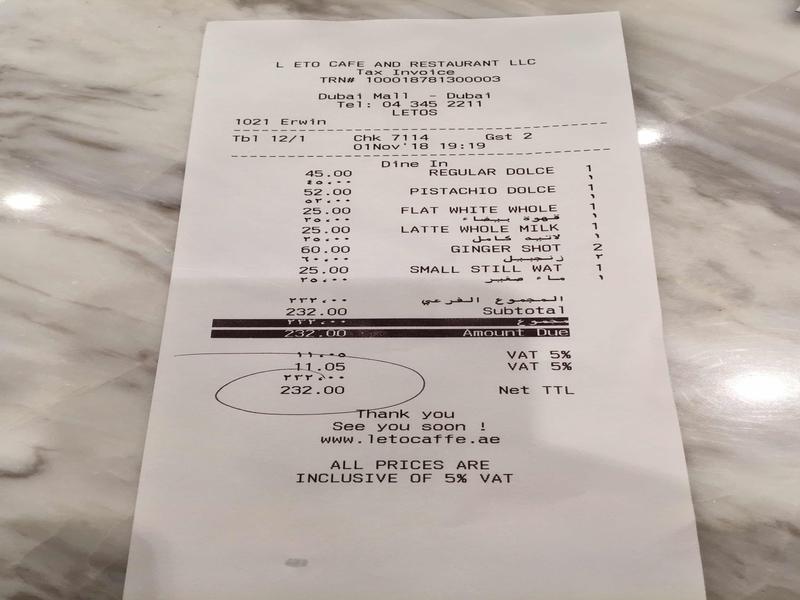 L ETO CAFE AND RESTAURANT LLC
Tax Invoice
TRN# 100018781300003
Dubai Mall - Dubai
Tel: 04 345 2211
LETOS
1021 Erwin
Tbl 12/1 Chk 7114 Gst 2
01Nov'18 19:19
Dine In
45.00 REGULAR DOLCE 1
٤٥.٠٠ ١
52.00 PISTACHIO DOLCE 1
٥٢.٠٠ ١
25.00 FLAT WHITE WHOLE 1
٢٥.٠٠ قهوة بيضاء ١
25.00 LATTE WHOLE MILK 1
٢٥.٠٠ لاتيه كامل ١
60.00 GINGER SHOT 2
٦٠.٠٠ زنجبيل ٢
25.00 SMALL STILL WAT 1
٢٥.٠٠ ماء صغير ١
٢٣٢.٠٠ المجموع الفرعي
232.00 Subtotal
٢٣٢.٠٠ مجموع
232.00 Amount Due
١١.٠٥ VAT 5%
11.05 VAT 5%
٢٣٢.٠٠
232.00 Net TTL
Thank you
See you soon !
www.letocaffe.ae
ALL PRICES ARE
INCLUSIVE OF 5% VAT